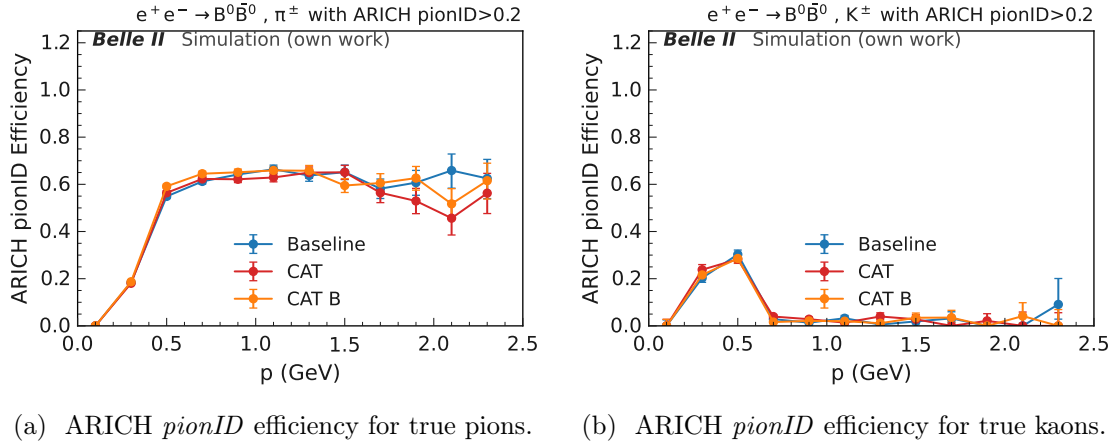 e⁺e⁻ → B⁰B̄⁰ , π± with ARICH pionID>0.2
Belle II Simulation (own work)
ARICH pionID Efficiency
1.2
1.0
0.8
0.6
0.4
0.2
0.0
Baseline
CAT
CAT B
0.0 0.5 1.0 1.5 2.0 2.5
p (GeV)
(a) ARICH pionID efficiency for true pions.
e⁺e⁻ → B⁰B̄⁰ , K± with ARICH pionID>0.2
Belle II Simulation (own work)
ARICH pionID Efficiency
1.2
1.0
0.8
0.6
0.4
0.2
0.0
Baseline
CAT
CAT B
0.0 0.5 1.0 1.5 2.0 2.5
p (GeV)
(b) ARICH pionID efficiency for true kaons.